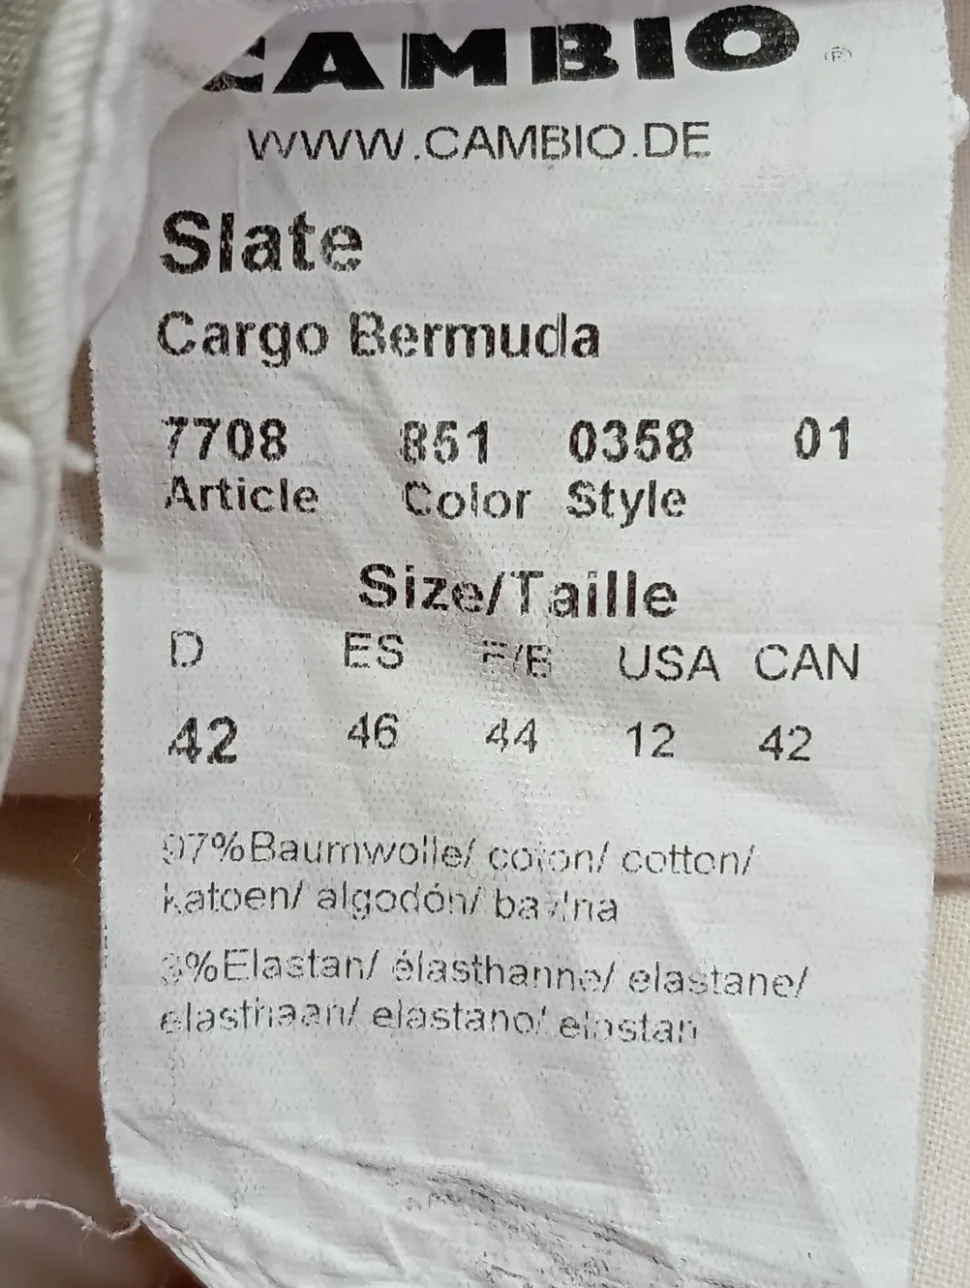 CAMBIO ®
WWW.CAMBIO.DE
Slate
Cargo Bermuda
7708 851 0358 01
Article Color Style
Size/Taille
D ES F/B USA CAN
42 46 44 12 42
97%Baumwolle/ coton/ cotton/
katoen/ algodón/
3%Elastan/ élasthanne/ elastane/
elasthaan/ elastano/ elastan